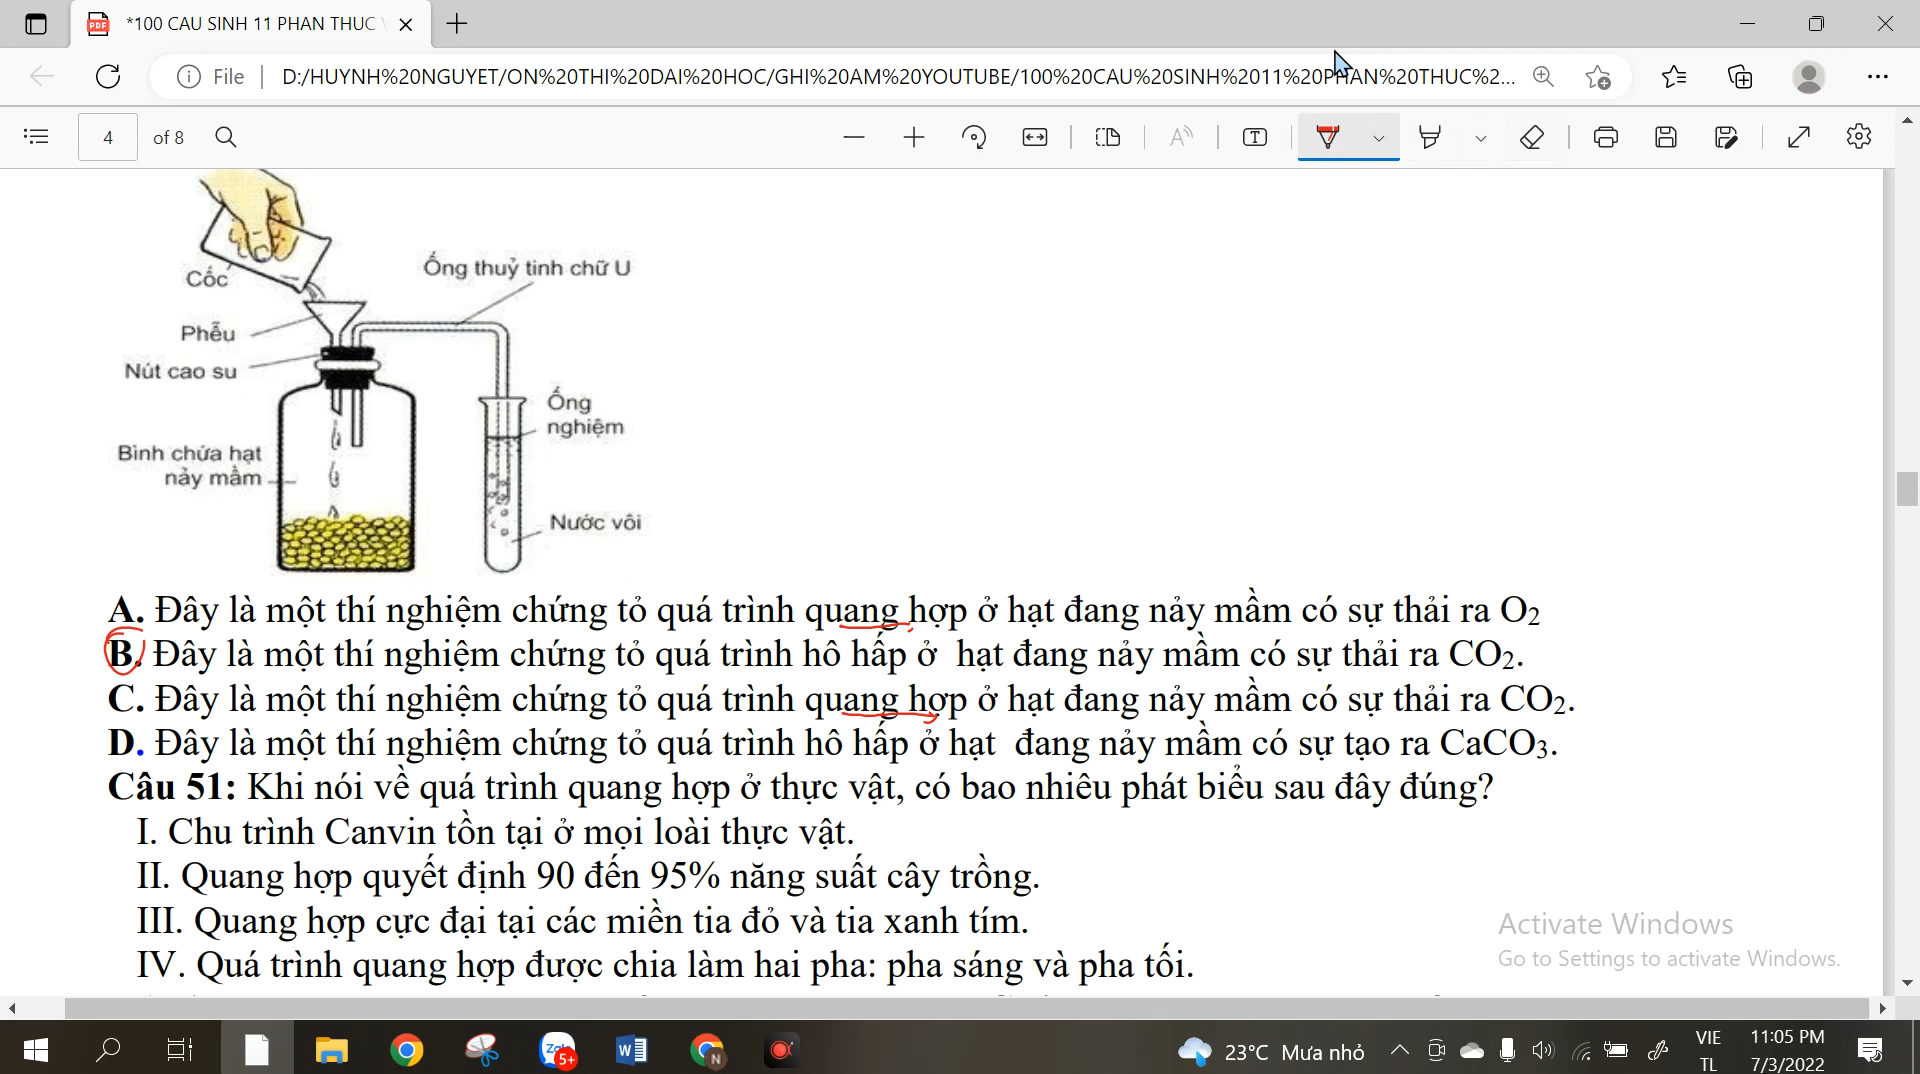 *100 CAU SINH 11 PHAN THUC
File
D:/HUYNH%20NGUYET/ON%20THI%20DAI%20HOC/GHI%20AM%20YOUTUBE/100%20CAU%20SINH%2011%20PHAN%20THUC%2...
4 of 8
Cốc
Ống thuỷ tinh chữ U
Phễu
Nút cao su
Ống
nghiệm
Bình chứa hạt
nảy mầm
Nước vôi
A. Đây là một thí nghiệm chứng tỏ quá trình quang hợp ở hạt đang nảy mầm có sự thải ra O2
B. Đây là một thí nghiệm chứng tỏ quá trình hô hấp ở hạt đang nảy mầm có sự thải ra CO2.
C. Đây là một thí nghiệm chứng tỏ quá trình quang hợp ở hạt đang nảy mầm có sự thải ra CO2.
D. Đây là một thí nghiệm chứng tỏ quá trình hô hấp ở hạt đang nảy mầm có sự tạo ra CaCO3.
Câu 51: Khi nói về quá trình quang hợp ở thực vật, có bao nhiêu phát biểu sau đây đúng?
I. Chu trình Canvin tồn tại ở mọi loài thực vật.
II. Quang hợp quyết định 90 đến 95% năng suất cây trồng.
III. Quang hợp cực đại tại các miền tia đỏ và tia xanh tím.
IV. Quá trình quang hợp được chia làm hai pha: pha sáng và pha tối.
Activate Windows
Go to Settings to activate Windows.
23°C Mưa nhỏ
VIE
TL
11:05 PM
7/3/2022